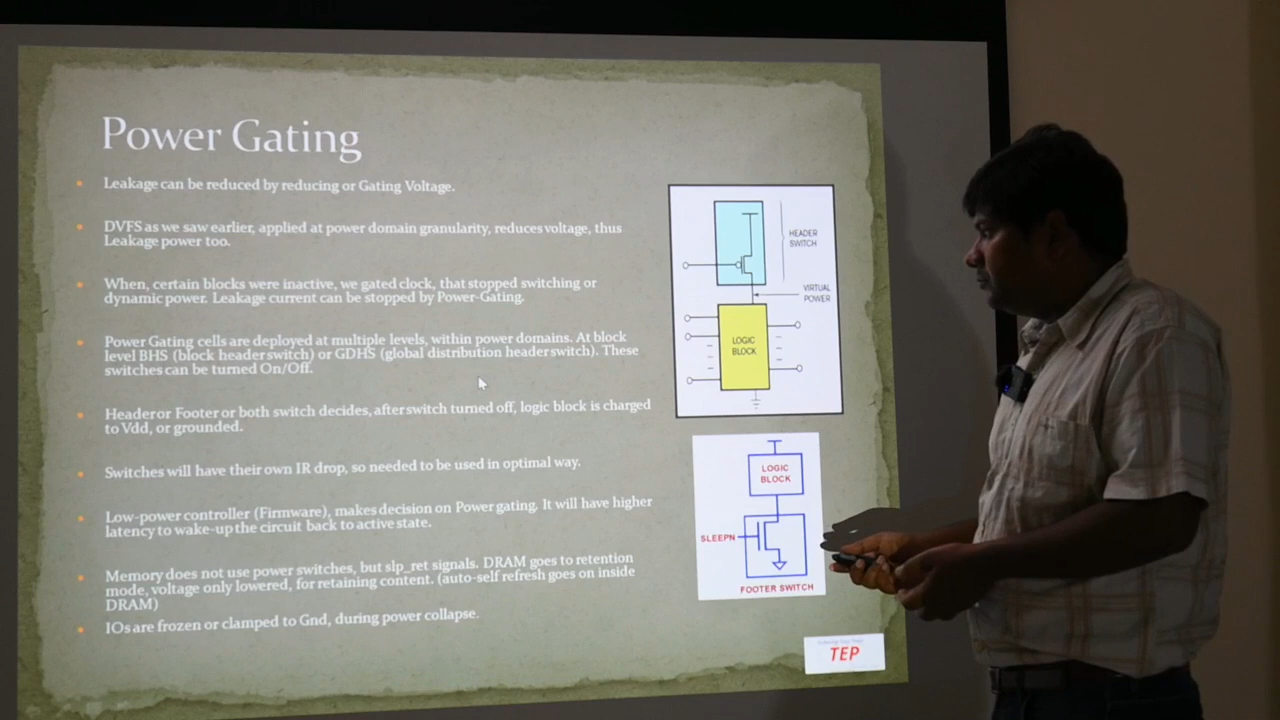 Power Gating
Leakage can be reduced by reducing or Gating Voltage.
DVFS as we saw earlier, applied at power domain granularity, reduces voltage, thus
Leakage power too.
When, certain blocks were inactive, we gated clock, that stopped switching or
dynamic power. Leakage current can be stopped by Power-Gating.
Power Gating cells are deployed at multiple levels, within power domains. At block
level BHS (block header switch) or GDHS (global distribution header switch). These
switches can be turned On/Off.
Header or Footer or both switch decides, after switch turned off, logic block is charged
to Vdd, or grounded.
Switches will have their own IR drop, so needed to be used in optimal way.
Low-power controller (Firmware), makes decision on Power gating. It will have higher
latency to wake-up the circuit back to active state.
Memory does not use power switches, but slp_ret signals. DRAM goes to retention
mode, voltage only lowered, for retaining content. (auto-self refresh goes on inside
DRAM)
IOs are frozen or clamped to Gnd, during power collapse.
HEADER
SWITCH
VIRTUAL
POWER
LOGIC
BLOCK
LOGIC
BLOCK
SLEEPN
FOOTER SWITCH
TEP